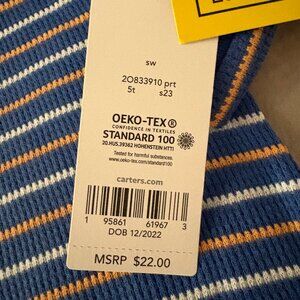 sw
2O833910 prt
5t s23
OEKO-TEX®
CONFIDENCE IN TEXTILES
STANDARD 100
20.HUS.39362 HOHENSTEIN HTTI
Tested for harmful substances.
www.oeko-tex.com/standard100
carters.com
1 95861 61967 3
DOB 12/2022
MSRP $22.00